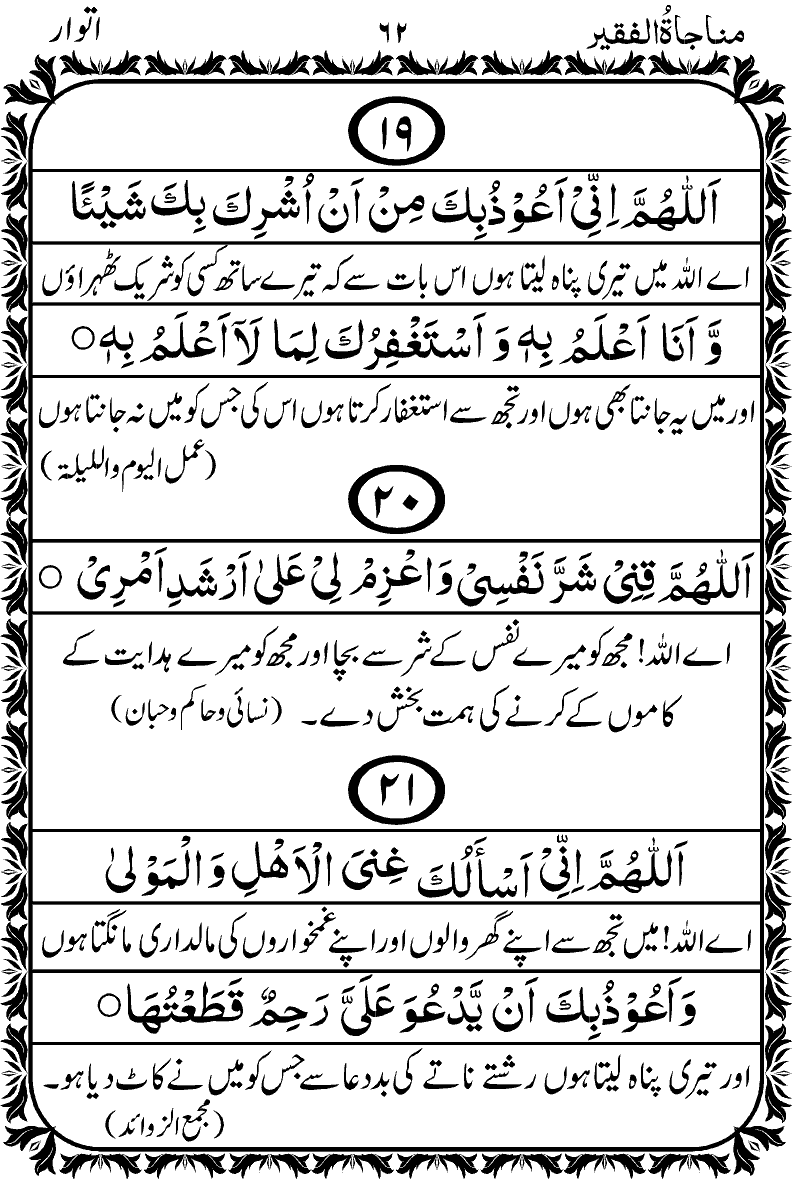 مناجاۃُالفقیر ۶۲ اتوار
۱۹
اَللّٰهُمَّ اِنِّیْۤ اَعُوْذُبِكَ مِنْ اَنْ اُشْرِكَ بِكَ شَیْئًا
اے اللہ میں تیری پناہ لیتا ہوں اس بات سے کہ تیرے ساتھ کسی کو شریک ٹھہراؤں
وَّ اَنَا اَعْلَمُ بِهٖ وَ اَسْتَغْفِرُكَ لِمَا لَاۤ اَعْلَمُ بِهٖ○
اور میں یہ جانتا بھی ہوں اور تجھ سے استغفار کرتا ہوں اس کی جس کو میں نہ جانتا ہوں
(عمل الیوم واللیلۃ)
۲۰
اَللّٰهُمَّ قِنِیْ شَرَّ نَفْسِیْ وَاعْزِمْ لِیْ عَلٰۤی اَرْشَدِ اَمْرِیْ ○
اے اللہ! مجھ کو میرے نفس کے شر سے بچا اور مجھ کو میرے ہدایت کے
کاموں کے کرنے کی ہمت بخش دے۔ (نسائی وحاکم وحبان)
۲۱
اَللّٰهُمَّ اِنِّیْۤ اَسْأَلُكَ غِنَی الْاَهْلِ وَ الْمَوْلٰی
اے اللہ! میں تجھ سے اپنے گھر والوں اور اپنے غمخواروں کی مالداری مانگتا ہوں
وَاَعُوْذُبِكَ اَنْ یَّدْعُوَ عَلَیَّ رَحِمٌ قَطَعْتُهَا○
اور تیری پناہ لیتا ہوں رشتے ناتے کی بددعا سے جس کو میں نے کاٹ دیا ہو۔
(مجمع الزوائد)